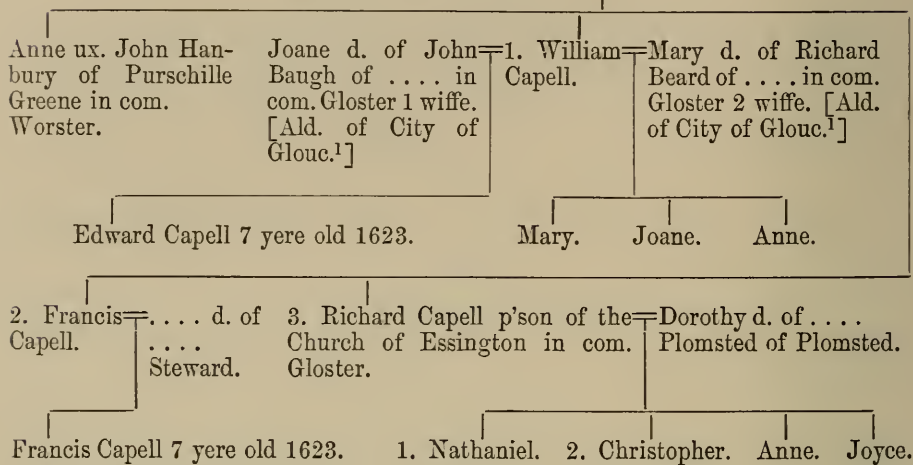 Anne ux. John Han-
bury of Purschille
Greene in com.
Worster.
Joane d. of John
Baugh of .... in
com. Gloster 1 wiffe.
[Ald. of City of
Glouc.¹]
1. William
Capell.
Mary d. of Richard
Beard of .... in com.
Gloster 2 wiffe. [Ald.
of City of Glouc.¹]
Edward Capell 7 yere old 1623.
Mary. Joane. Anne.
2. Francis
Capell.
.... d. of
....
Steward.
3. Richard Capell p'son of the
Church of Essington in com.
Gloster.
Dorothy d. of ....
Plomsted of Plomsted.
Francis Capell 7 yere old 1623.
1. Nathaniel. 2. Christopher. Anne. Joyce.